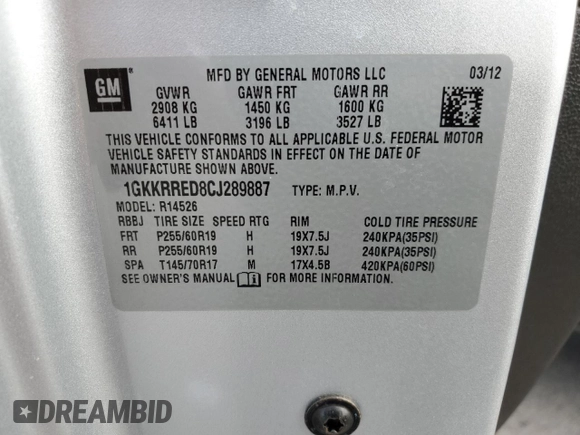 MFD BY GENERAL MOTORS LLC 03/12
GM
GVWR GAWR FRT GAWR RR
2908 KG 1450 KG 1600 KG
6411 LB 3196 LB 3527 LB
THIS VEHICLE CONFORMS TO ALL APPLICABLE U.S. FEDERAL MOTOR
VEHICLE SAFETY STANDARDS IN EFFECT ON THE DATE OF
MANUFACTURE SHOWN ABOVE.
1GKKRRED8CJ289887 TYPE: M.P.V.
MODEL: R14526
RBBJ TIRE SIZE SPEED RTG RIM COLD TIRE PRESSURE
FRT P255/60R19 H 19X7.5J 240KPA(35PSI)
RR P255/60R19 H 19X7.5J 240KPA(35PSI)
SPA T145/70R17 M 17X4.5B 420KPA(60PSI)
SEE OWNER'S MANUAL FOR MORE INFORMATION.
DREAMBID